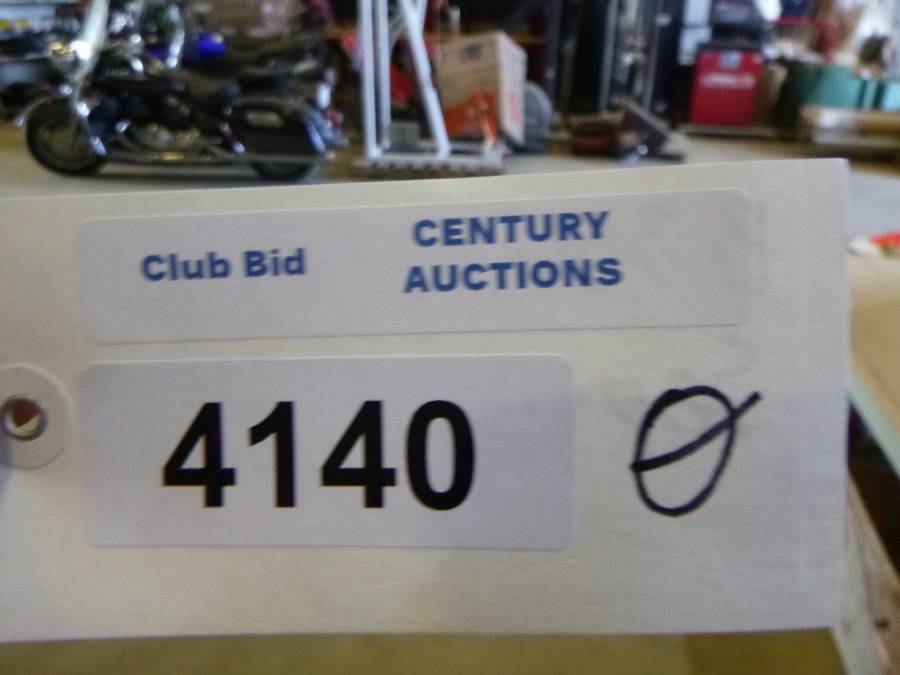 Club Bid
CENTURY
AUCTIONS
4140
Ø